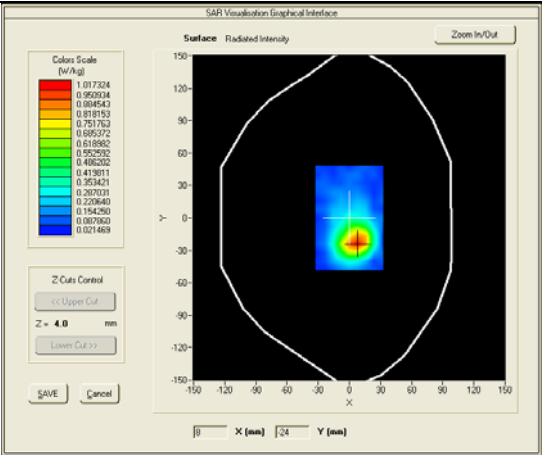 SAR Visualisation Graphical Interface
Surface Radiated Intensity
Zoom In/Out
Colors Scale
(W/kg)
1.017324
0.950934
0.884543
0.818153
0.751763
0.685372
0.618982
0.552592
0.486202
0.419811
0.353421
0.287031
0.220640
0.154250
0.087860
0.021469
Z-Cuts Control
<< Upper Cut
Z = 4.0 mm
Lower Cut >>
SAVE Cancel
150-
120-
90-
60-
30-
0-
-30-
-60-
-90-
-120-
-150-
Y
-150 -120 -90 -60 -30 0 30 60 90 120 150
X
8 X (mm) -24 Y (mm)